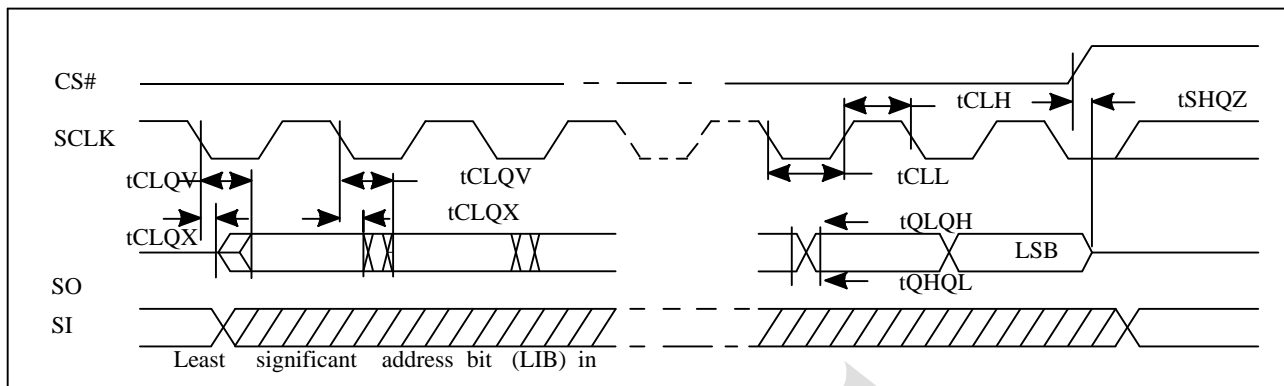 CS#
tCLH
tSHQZ
SCLK
tCLQV
tCLQV
tCLL
tCLQX
tCLQX
tQLQH
LSB
SO
tQHQL
SI
Least significant address bit (LIB) in